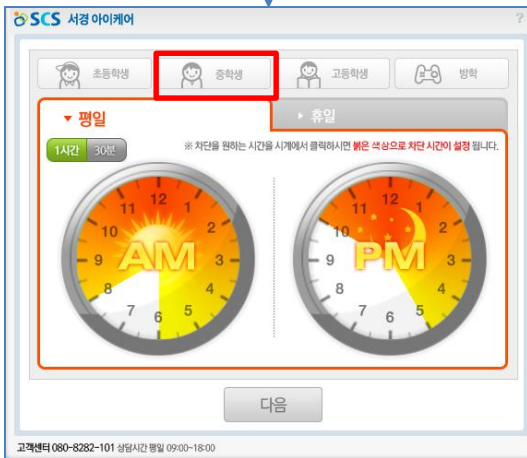 SCS 서경 아이케어 ?
초등학생 중학생 고등학생 방학
▼ 평일 ▶ 휴일
1시간 30분 ※ 차단을 원하는 시간을 시계에서 클릭하시면 붉은 색상으로 차단 시간이 설정 됩니다.
12 1 2 3 4 5 6 7 8 9 10 11
AM
12 1 2 3 4 5 6 7 8 9 10 11
PM
다음
고객센터 080-8282-101 상담시간 평일 09:00~18:00